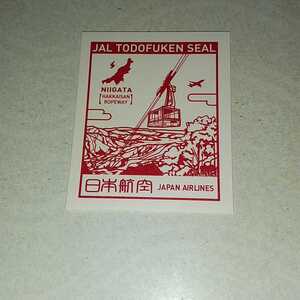 JAL TODOFUKEN SEAL
NIIGATA
[HAKKAISAN
ROPEWAY]
日本航空 JAPAN AIRLINES